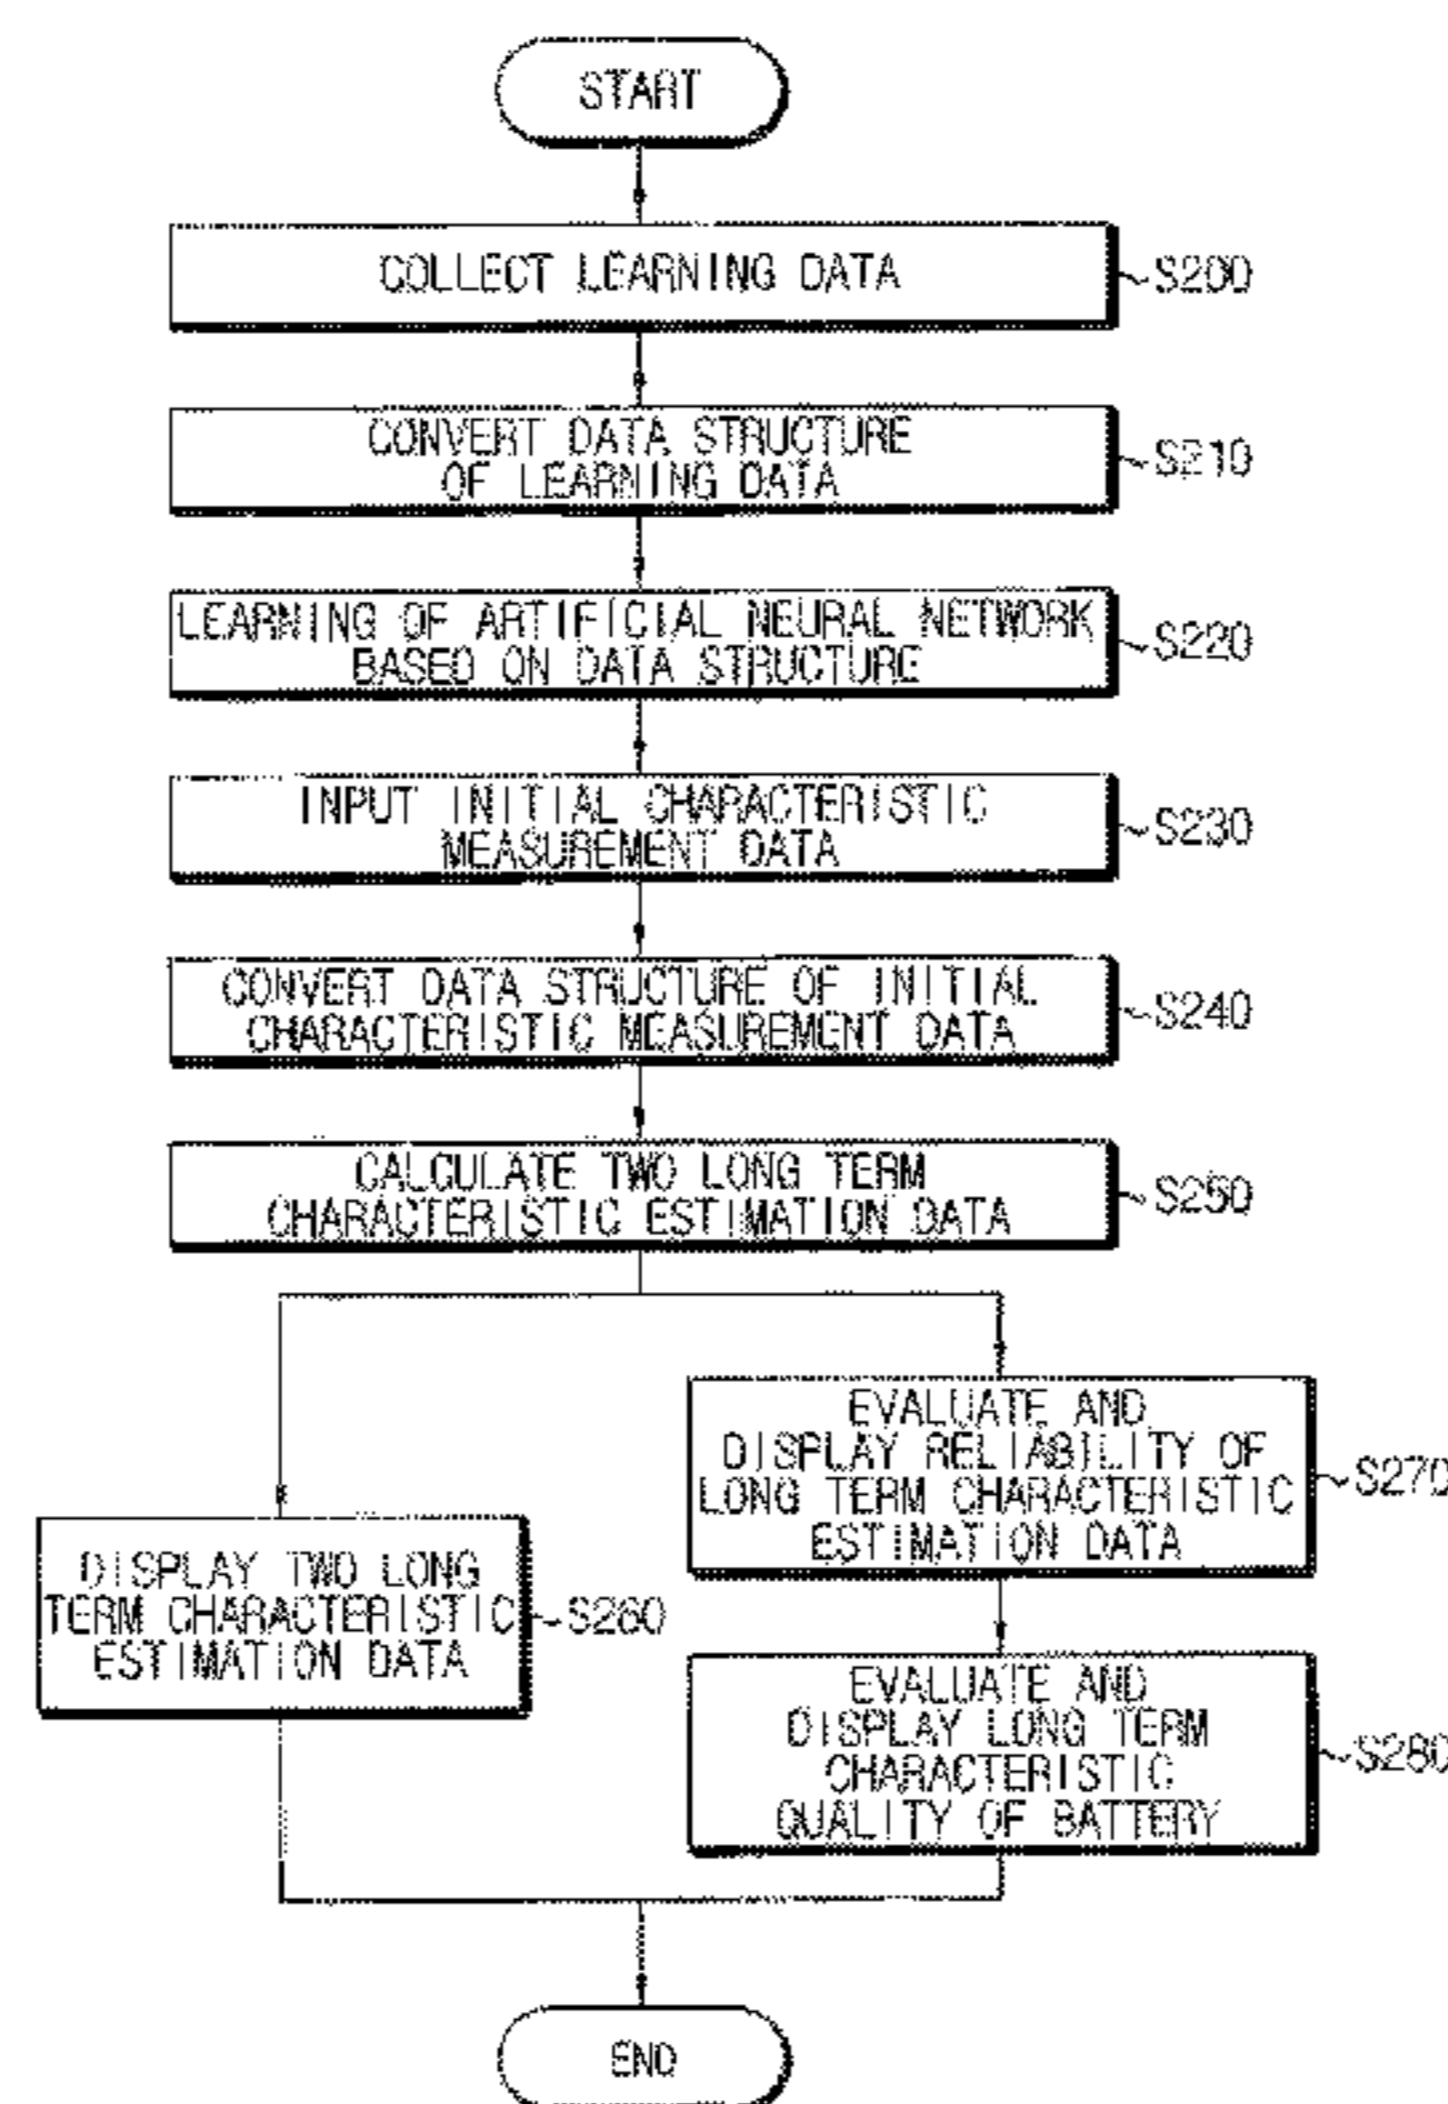 START
COLLECT LEARNING DATA
S200
CONVERT DATA STRUCTURE
OF LEARNING DATA
S210
LEARNING OF ARTIFICIAL NEURAL NETWORK
BASED ON DATA STRUCTURE
S220
INPUT INITIAL CHARACTERISTIC
MEASUREMENT DATA
S230
CONVERT DATA STRUCTURE OF INITIAL
CHARACTERISTIC MEASUREMENT DATA
S240
CALCULATE TWO LONG TERM
CHARACTERISTIC ESTIMATION DATA
S250
DISPLAY TWO LONG
TERM CHARACTERISTIC
ESTIMATION DATA
S260
EVALUATE AND
DISPLAY RELIABILITY OF
LONG TERM CHARACTERISTIC
ESTIMATION DATA
S270
EVALUATE AND
DISPLAY LONG TERM
CHARACTERISTIC
QUALITY OF BATTERY
S280
END